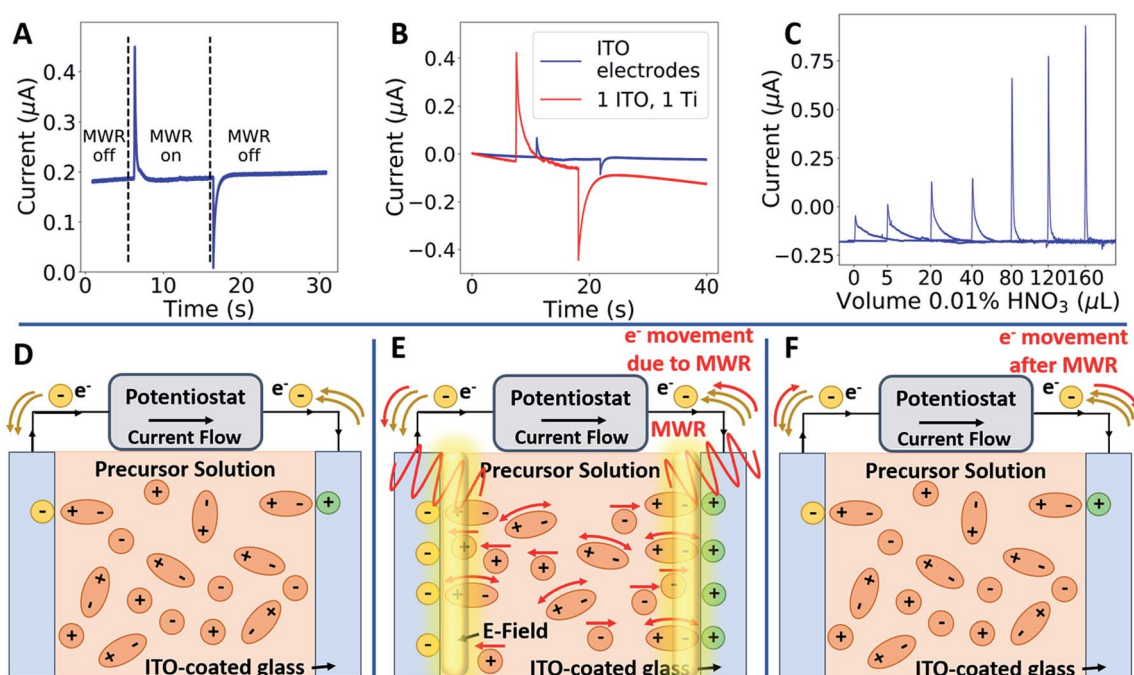 A
Current (μA)
0.4
0.3
0.2
0.1
0.0
MWR
off
MWR
on
MWR
off
0
10
20
30
Time (s)
B
Current (μA)
0.4
0.2
0.0
−0.2
−0.4
ITO
electrodes
1 ITO, 1 Ti
0
20
40
Time (s)
C
Current (μA)
0.75
0.50
0.25
0.00
−0.25
0 5 20 40 80 120 160
Volume 0.01% HNO₃ (μL)
D
e⁻
Potentiostat
Current Flow
e⁻
Precursor Solution
ITO-coated glass
E
e⁻ movement
due to MWR
e⁻
Potentiostat
Current Flow
e⁻
MWR
Precursor Solution
E-Field
ITO-coated glass
F
e⁻ movement
after MWR
e⁻
Potentiostat
Current Flow
e⁻
Precursor Solution
ITO-coated glass